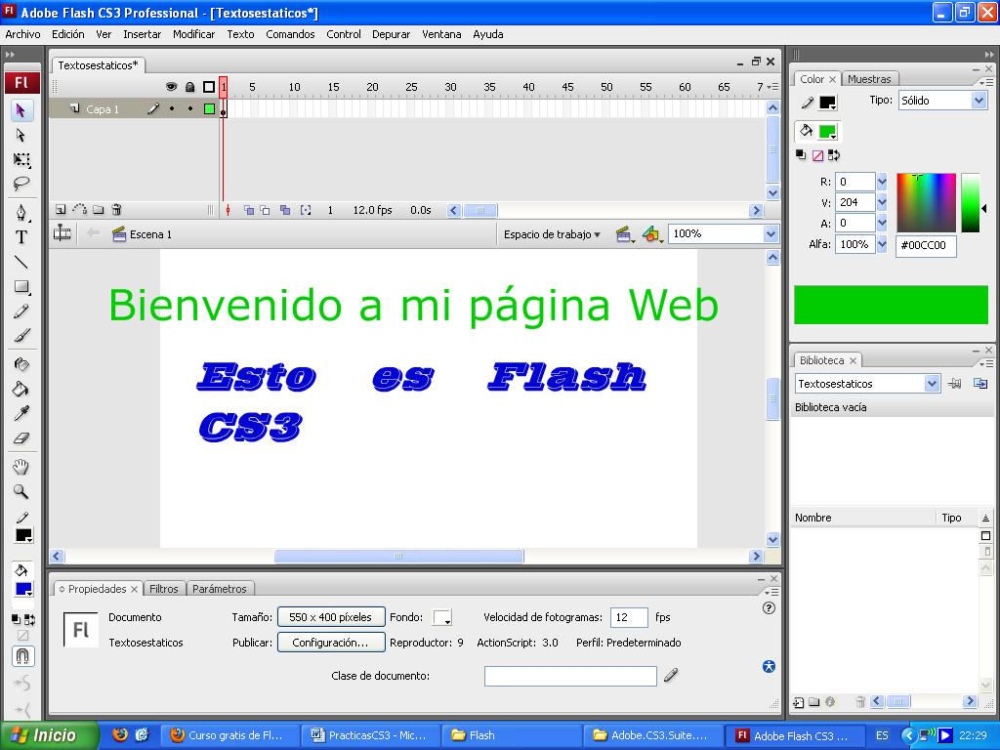 Adobe Flash CS3 Professional - [Textosestaticos*]
Archivo Edición Ver Insertar Modificar Texto Comandos Control Depurar Ventana Ayuda
Textosestaticos*
1 5 10 15 20 25 30 35 40 45 50 55 60 65 7
Capa 1
1 12.0 fps 0.0s
Escena 1 Espacio de trabajo 100%
Bienvenido a mi página Web
Esto es Flash
CS3
Propiedades Filtros Parámetros
Fl Documento Tamaño: 550 x 400 píxeles Fondo: Velocidad de fotogramas: 12 fps
Textosestaticos Publicar: Configuración... Reproductor: 9 ActionScript: 3.0 Perfil: Predeterminado
Clase de documento:
Fl
T
Color Muestras
Tipo: Sólido
R: 0
V: 204
A: 0
Alfa: 100% #00CC00
Biblioteca
Textosestaticos
Biblioteca vacía
Nombre Tipo
Inicio Curso gratis de Fl... PracticasCS3 - Mic... Flash Adobe.CS3.Suite.... Adobe Flash CS3 ... ES 22:29